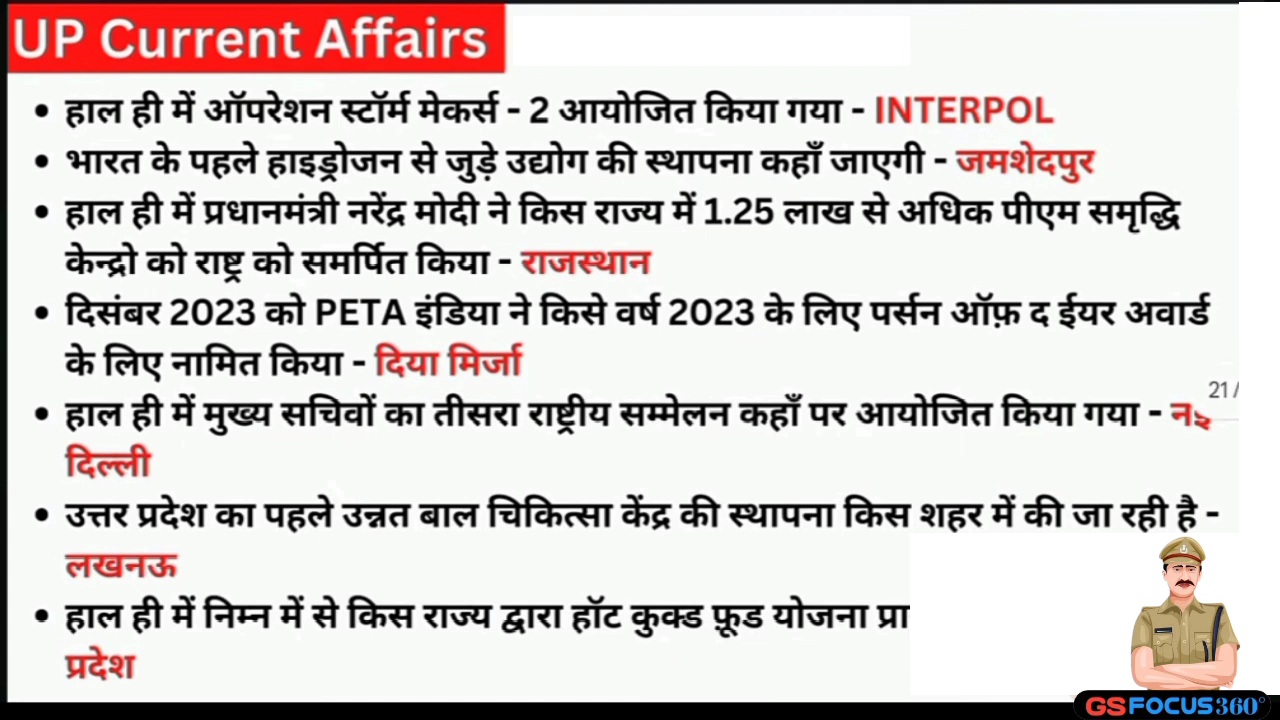 UP Current Affairs
• हाल ही में ऑपरेशन स्टॉर्म मेकर्स - 2 आयोजित किया गया - INTERPOL
• भारत के पहले हाइड्रोजन से जुड़े उद्योग की स्थापना कहाँ जाएगी - जमशेदपुर
• हाल ही में प्रधानमंत्री नरेंद्र मोदी ने किस राज्य में 1.25 लाख से अधिक पीएम समृद्धि
केन्द्रो को राष्ट्र को समर्पित किया - राजस्थान
• दिसंबर 2023 को PETA इंडिया ने किसे वर्ष 2023 के लिए पर्सन ऑफ़ द ईयर अवार्ड
के लिए नामित किया - दिया मिर्जा
21/
• हाल ही में मुख्य सचिवों का तीसरा राष्ट्रीय सम्मेलन कहाँ पर आयोजित किया गया -
दिल्ली
• उत्तर प्रदेश का पहले उन्नत बाल चिकित्सा केंद्र की स्थापना किस शहर में की जा रही है -
लखनऊ
• हाल ही में निम्न में से किस राज्य द्वारा हॉट कुक्ड फ़ूड योजना
प्रदेश
GSFOCUS360°